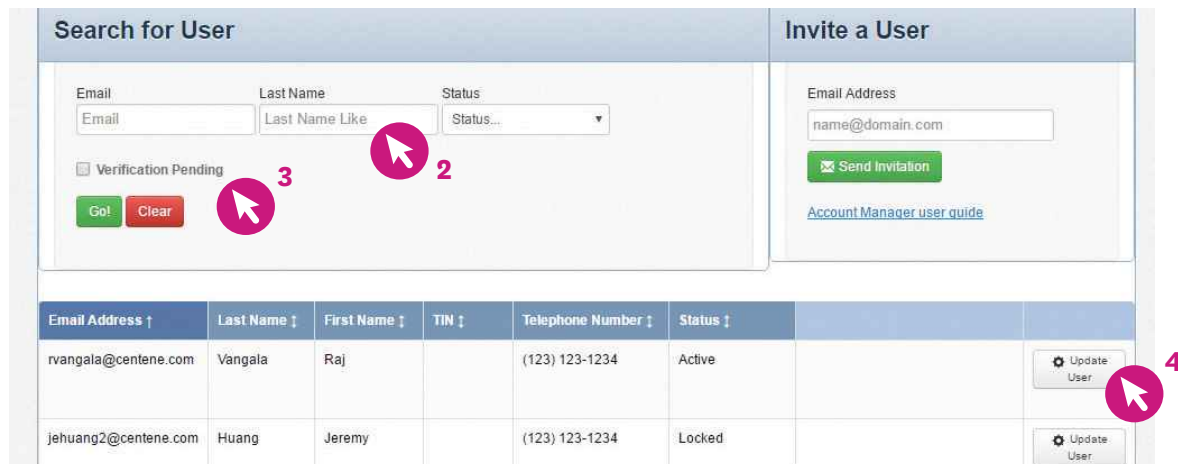 Search for User
Invite a User
Email
Last Name
Status
Email Address
Email
Last Name Like
Status...
name@domain.com
2
Verification Pending
3
Send Invitation
Go!
Clear
Account Manager user guide
Email Address ↑ Last Name ↕ First Name ↕ TIN ↕ Telephone Number ↕ Status ↕
rvangala@centene.com Vangala Raj (123) 123-1234 Active Update
User
4
jehuang2@centene.com Huang Jeremy (123) 123-1234 Locked Update
User